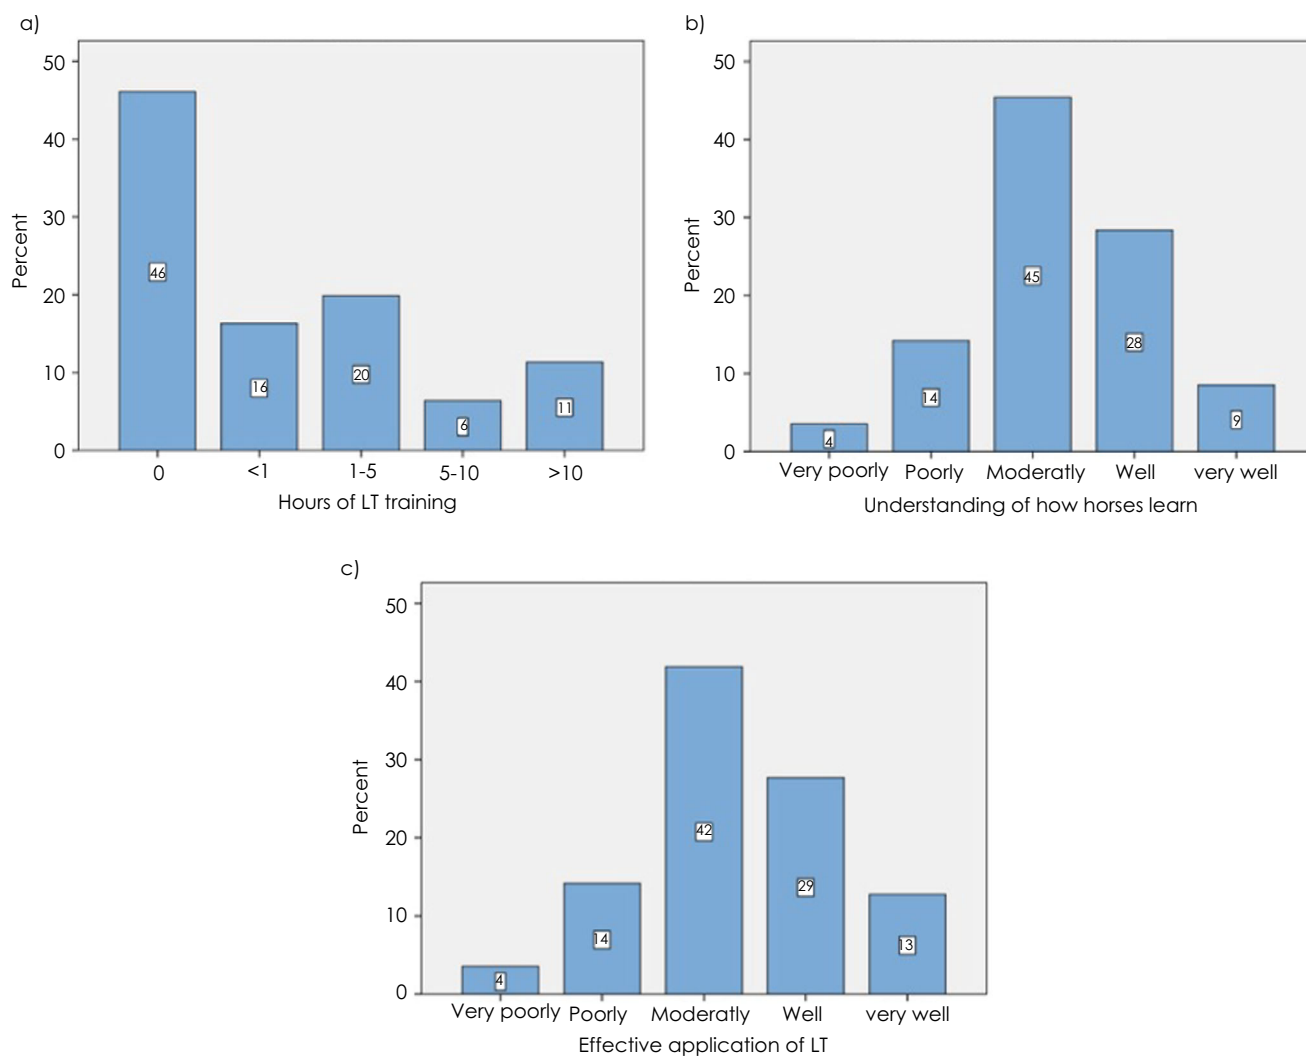 a)
50
40
30
20
10
0
Percent
46
16
20
6
11
0 <1 1-5 5-10 >10
Hours of LT training
b)
50
40
30
20
10
0
Percent
4
14
45
28
9
Very poorly Poorly Moderatly Well very well
Understanding of how horses learn
c)
50
40
30
20
10
0
Percent
4
14
42
29
13
Very poorly Poorly Moderatly Well very well
Effective application of LT